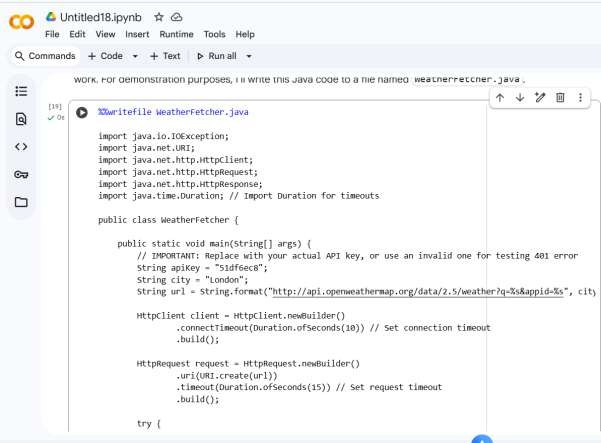 Untitled18.ipynb
File Edit View Insert Runtime Tools Help
Commands + Code + Text Run all
work. For demonstration purposes, I'll write this Java code to a file named WeatherFetcher.java.
[19]
0s
%%writefile WeatherFetcher.java
import java.io.IOException;
import java.net.URI;
import java.net.http.HttpClient;
import java.net.http.HttpRequest;
import java.net.http.HttpResponse;
import java.time.Duration; // Import Duration for timeouts
public class WeatherFetcher {
public static void main(String[] args) {
// IMPORTANT: Replace with your actual API key, or use an invalid one for testing 401 error
String apiKey = "51df6ec8";
String city = "London";
String url = String.format("http://api.openweathermap.org/data/2.5/weather?q=%s&appid=%s", city
HttpClient client = HttpClient.newBuilder()
.connectTimeout(Duration.ofSeconds(10)) // Set connection timeout
.build();
HttpRequest request = HttpRequest.newBuilder()
.uri(URI.create(url))
.timeout(Duration.ofSeconds(15)) // Set request timeout
.build();
try {